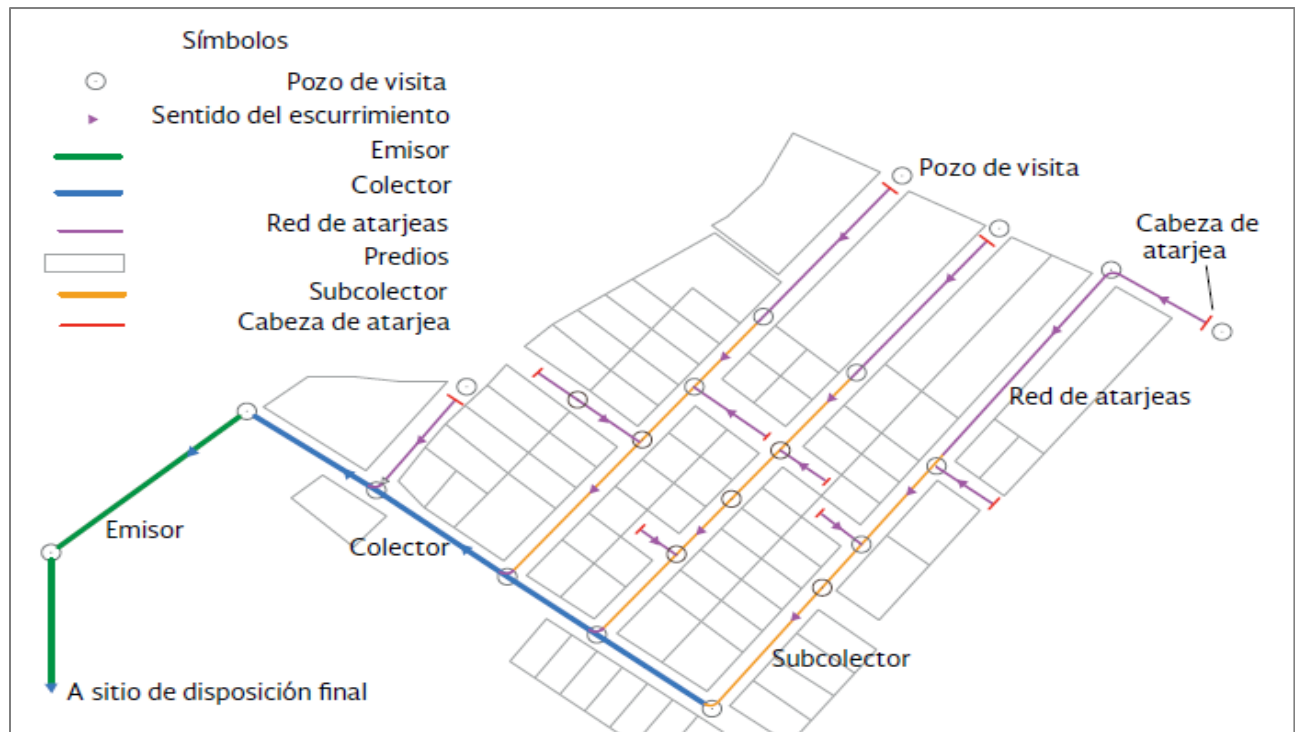 Símbolos
Pozo de visita
Sentido del escurrimiento
Emisor
Colector
Red de atarjeas
Predios
Subcolector
Cabeza de atarjea
Pozo de visita
Cabeza de
atarjea
Red de atarjeas
Emisor
Colector
Subcolector
A sitio de disposición final